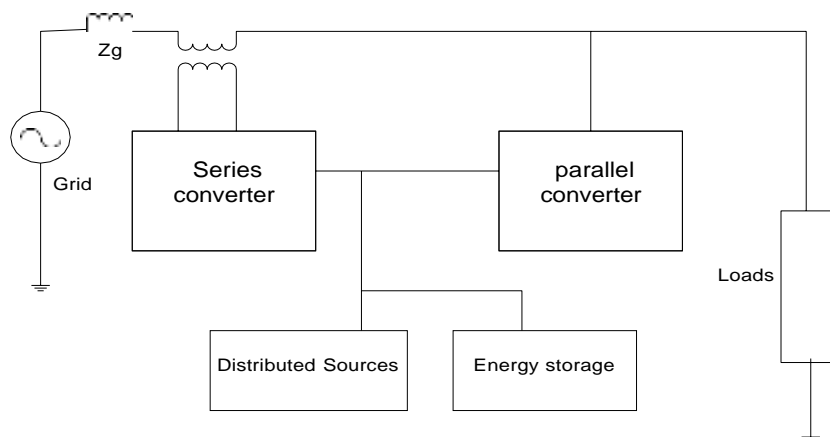 Zg
Grid
Series
converter
parallel
converter
Loads
Distributed Sources
Energy storage